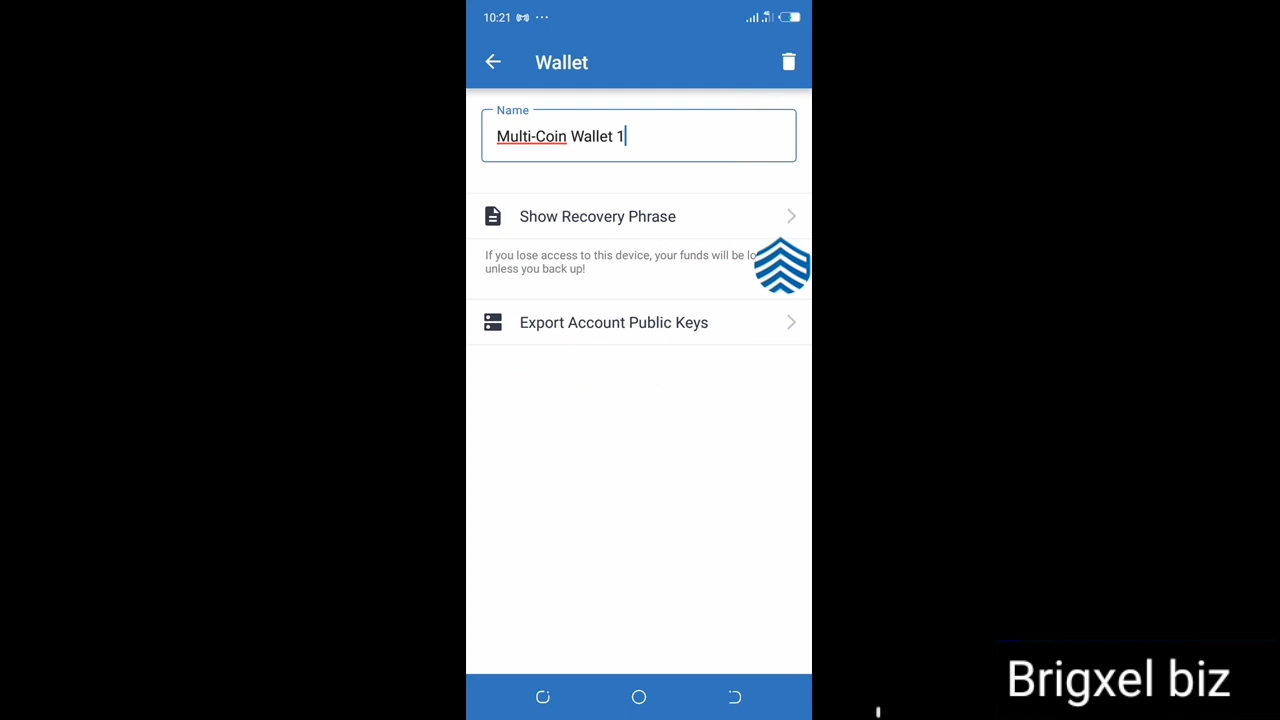 10:21
Wallet
Name
Multi-Coin Wallet 1
Show Recovery Phrase
If you lose access to this device, your funds will be lo
unless you back up!
Export Account Public Keys
Brigxel biz